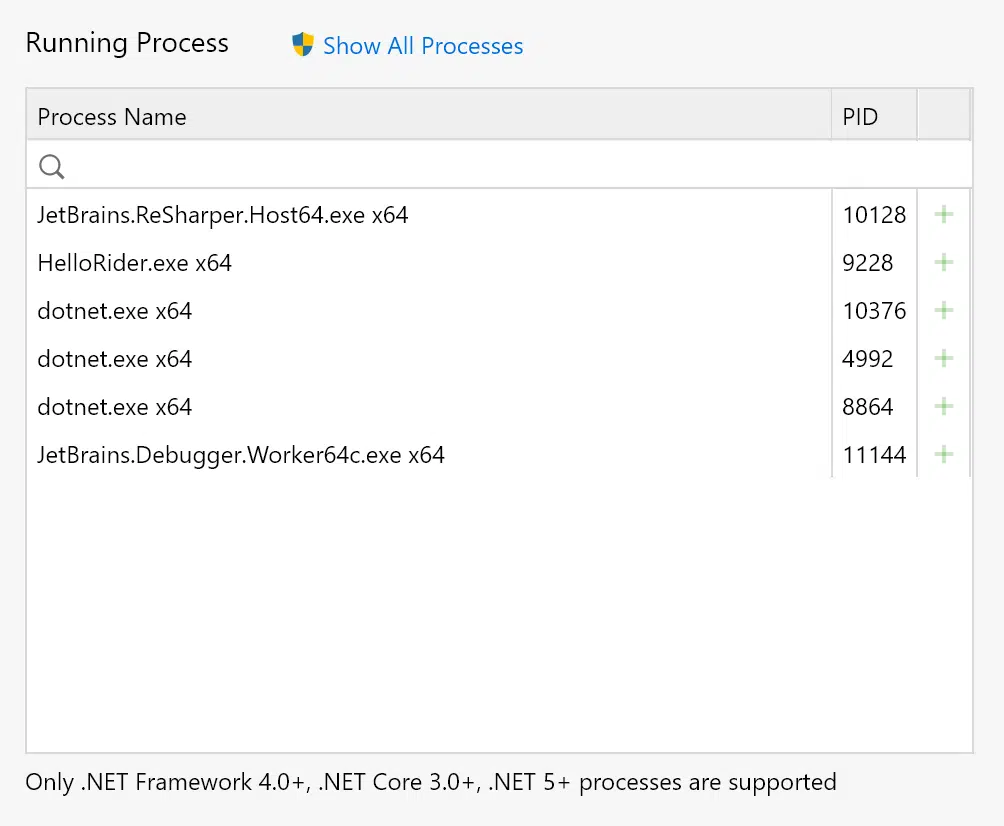 Running Process Show All Processes
Process Name PID
JetBrains.ReSharper.Host64.exe x64 10128
HelloRider.exe x64 9228
dotnet.exe x64 10376
dotnet.exe x64 4992
dotnet.exe x64 8864
JetBrains.Debugger.Worker64c.exe x64 11144
Only .NET Framework 4.0+, .NET Core 3.0+, .NET 5+ processes are supported